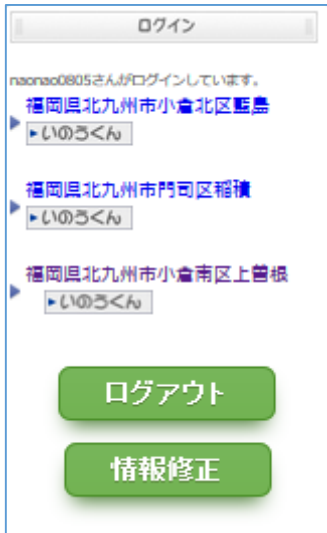 ログイン
naonao0805さんがログインしています。
福岡県北九州市小倉北区藍島
いのうくん
福岡県北九州市門司区稲積
いのうくん
福岡県北九州市小倉南区上曽根
いのうくん
ログアウト
情報修正